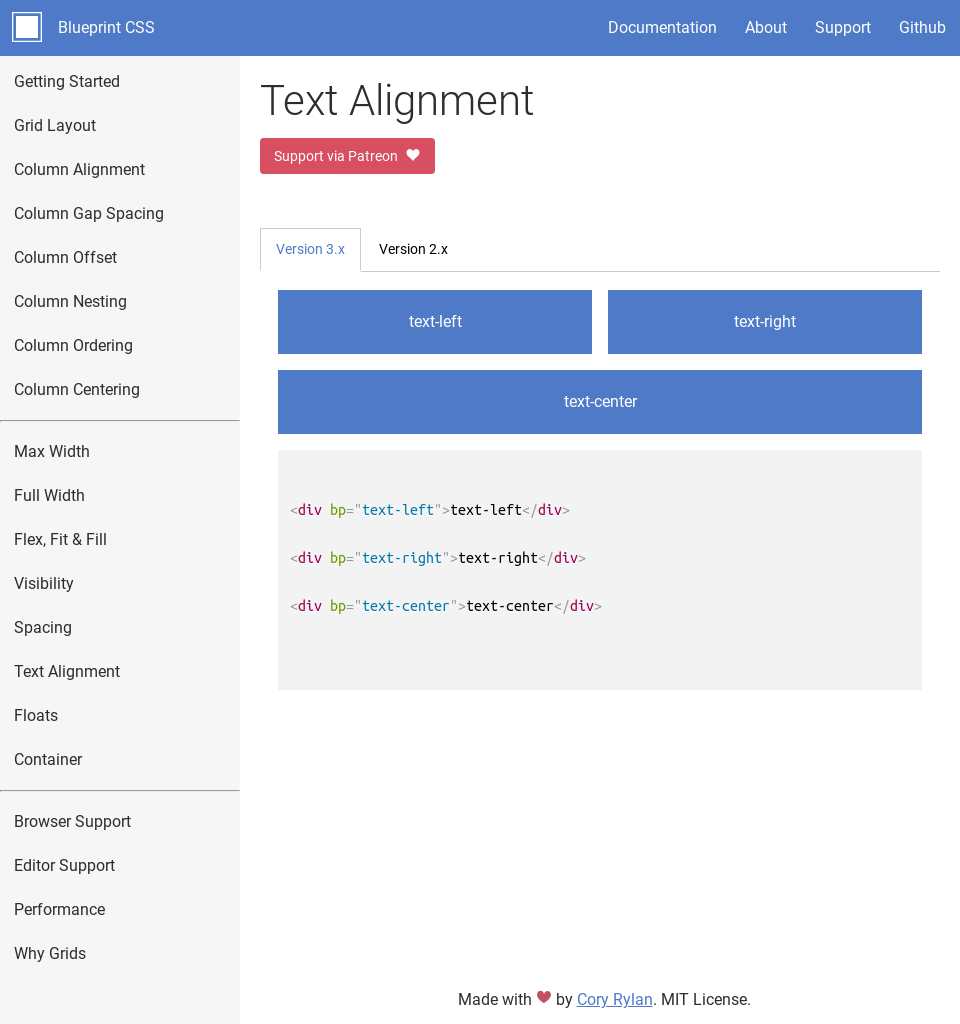 Blueprint CSS
Documentation About Support Github
Getting Started
Grid Layout
Column Alignment
Column Gap Spacing
Column Offset
Column Nesting
Column Ordering
Column Centering
Max Width
Full Width
Flex, Fit & Fill
Visibility
Spacing
Text Alignment
Floats
Container
Browser Support
Editor Support
Performance
Why Grids
Text Alignment
Support via Patreon
Version 3.x Version 2.x
text-left text-right
text-center
<div bp="text-left">text-left</div>
<div bp="text-right">text-right</div>
<div bp="text-center">text-center</div>
Made with ♥ by Cory Rylan. MIT License.